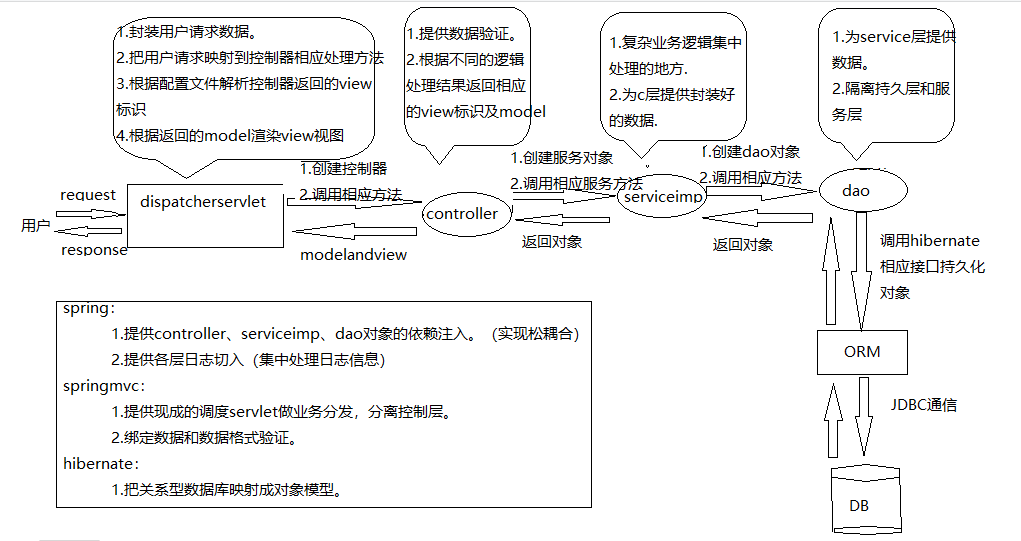 1.封装用户请求数据。
2.把用户请求映射到控制器相应处理方法
3.根据配置文件解析控制器返回的view
标识
4.根据返回的model渲染view视图
1.提供数据验证。
2.根据不同的逻辑
处理结果返回相应
的view标识及model
1.复杂业务逻辑集中
处理的地方.
2.为c层提供封装好
的数据.
1.为service层提供
数据。
2.隔离持久层和服
务层
用户
request
response
dispatcherservlet
1.创建控制器
2.调用相应方法
modelandview
controller
1.创建服务对象
2.调用相应服务方法
返回对象
serviceimp
1.创建dao对象
2.调用相应方法
返回对象
dao
调用hibernate
相应接口持久化
对象
ORM
JDBC通信
DB
spring：
1.提供controller、serviceimp、dao对象的依赖注入。（实现松耦合）
2.提供各层日志切入（集中处理日志信息）
springmvc：
1.提供现成的调度servlet做业务分发，分离控制层。
2.绑定数据和数据格式验证。
hibernate：
1.把关系型数据库映射成对象模型。